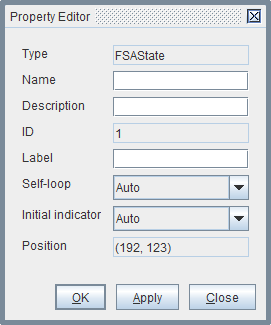 Property Editor
Type FSAState
Name
Description
ID 1
Label
Self-loop Auto
Initial indicator Auto
Position (192, 123)
OK Apply Close